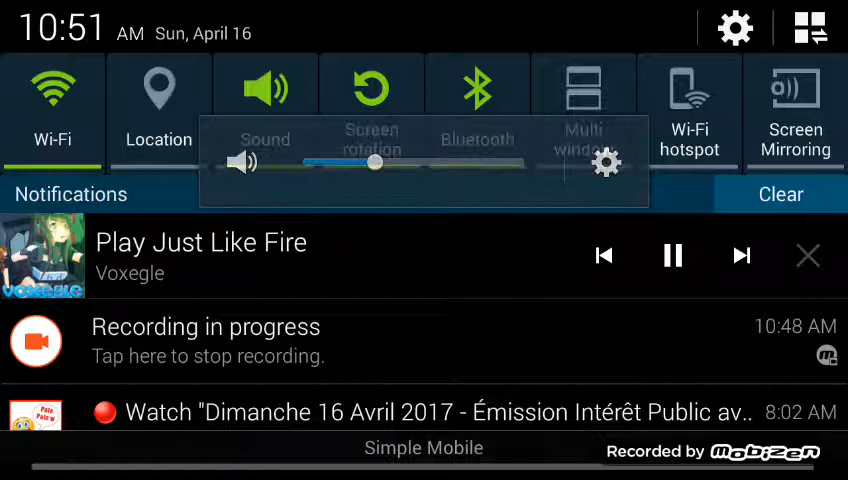 10:51 AM Sun, April 16
Wi-Fi
Location
Sound
Screen
rotation
Bluetooth
Multi
window
Wi-Fi
hotspot
Screen
Mirroring
Notifications
Clear
Play Just Like Fire
Voxegle
VOXEGLE
Recording in progress
10:48 AM
Tap here to stop recording.
Watch "Dimanche 16 Avril 2017 - Émission Intérêt Public av..
8:02 AM
Simple Mobile
Recorded by mobizen